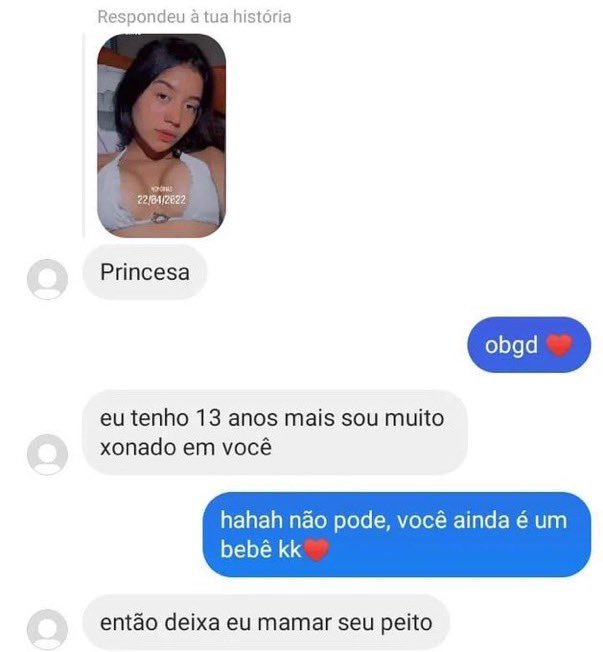 Respondeu à tua história
22/04/2022
Princesa
obgd ❤️
eu tenho 13 anos mais sou muito
xonado em você
hahah não pode, você ainda é um
bebê kk❤️
então deixa eu mamar seu peito